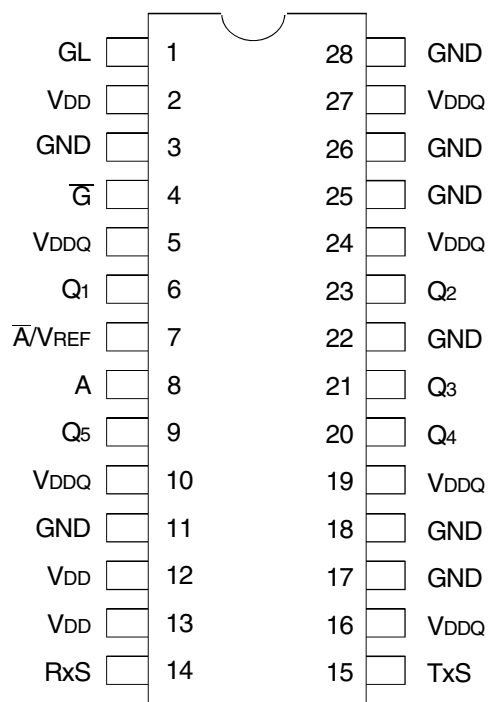 GL 1 28 GND
VDD 2 27 VDDQ
GND 3 26 GND
G̅ 4 25 GND
VDDQ 5 24 VDDQ
Q1 6 23 Q2
A̅/VREF 7 22 GND
A 8 21 Q3
Q5 9 20 Q4
VDDQ 10 19 VDDQ
GND 11 18 GND
VDD 12 17 GND
VDD 13 16 VDDQ
RxS 14 15 TxS